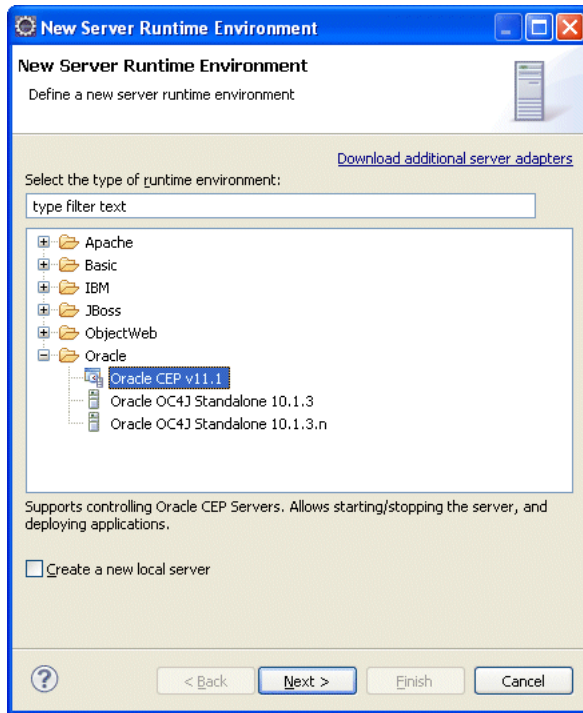 New Server Runtime Environment
New Server Runtime Environment
Define a new server runtime environment
Download additional server adapters
Select the type of runtime environment:
type filter text
Apache
Basic
IBM
JBoss
ObjectWeb
Oracle
Oracle CEP v11.1
Oracle OC4J Standalone 10.1.3
Oracle OC4J Standalone 10.1.3.n
Supports controlling Oracle CEP Servers. Allows starting/stopping the server, and
deploying applications.
Create a new local server
? < Back Next > Finish Cancel